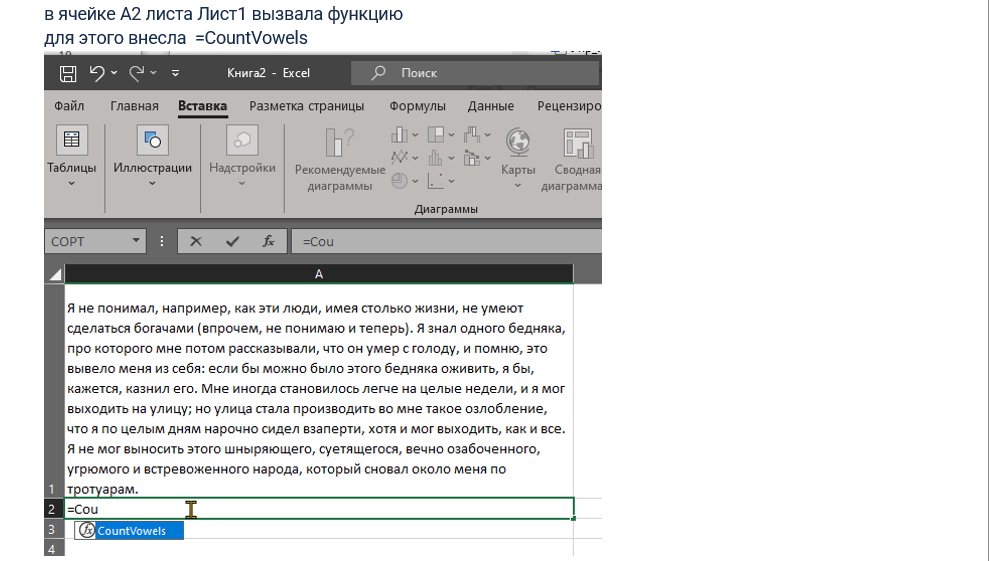 в ячейке A2 листа Лист1 вызвала функцию
для этого внесла =CountVowels
Книга2 - Excel
Поиск
Файл Главная Вставка Разметка страницы Формулы Данные Рецензиро
Таблицы Иллюстрации Надстройки Рекомендуемые диаграммы Карты Сводная диаграмма
Диаграммы
СОРТ fx =Cou
A
Я не понимал, например, как эти люди, имея столько жизни, не умеют
сделаться богачами (впрочем, не понимаю и теперь). Я знал одного бедняка,
про которого мне потом рассказывали, что он умер с голоду, и помню, это
вывело меня из себя: если бы можно было этого бедняка оживить, я бы,
кажется, казнил его. Мне иногда становилось легче на целые недели, и я мог
выходить на улицу; но улица стала производить во мне такое озлобление,
что я по целым дням нарочно сидел взаперти, хотя и мог выходить, как и все.
Я не мог выносить этого шныряющего, суетящегося, вечно озабоченного,
угрюмого и встревоженного народа, который сновал около меня по
1 тротуарам.
2 =Cou
3 fx CountVowels
4